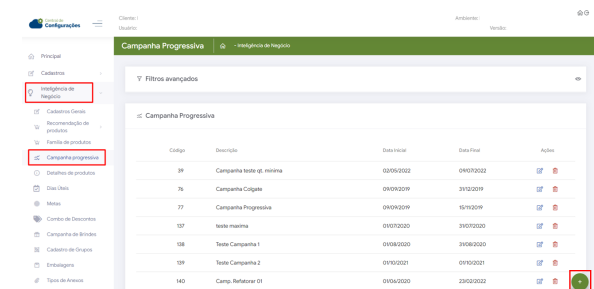 Central de
Configurações
Cliente: I
Usuário:
Ambiente:
Versão:
Campanha Progressiva
- Inteligência de Negócio
Principal
Cadastros
Inteligência de
Negócio
Cadastros Gerais
Recomendação de
produtos
Família de produtos
Campanha progressiva
Detalhes de produtos
Dias Úteis
Metas
Combo de Descontos
Campanha de Brindes
Cadastro de Grupos
Embalagens
Tipos de Anexos
Filtros avançados
Campanha Progressiva
Código Descrição Data Inicial Data Final Ações
39 Campanha teste qt. minima 02/05/2022 09/07/2022
76 Campanha Colgate 09/09/2019 31/12/2019
77 Campanha Progressiva 09/09/2019 15/11/2019
137 teste maxima 01/07/2020 31/07/2020
138 Teste Campanha 1 01/08/2020 31/08/2020
139 Teste Campanha 2 01/10/2021 01/10/2021
140 Camp. Refatorar 01 01/06/2020 23/02/2022
+